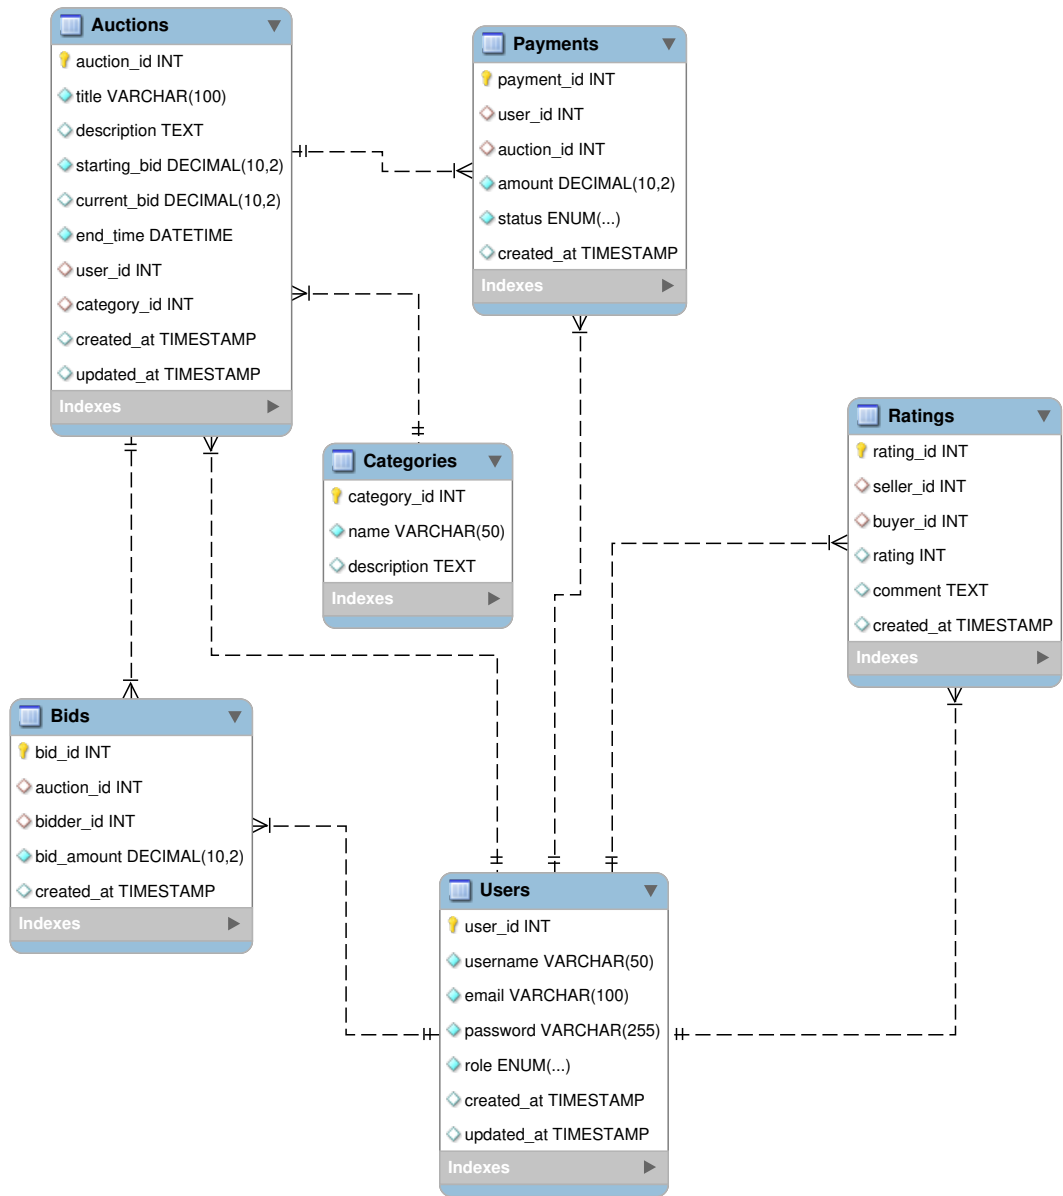 Auctions
auction_id INT
title VARCHAR(100)
description TEXT
starting_bid DECIMAL(10,2)
current_bid DECIMAL(10,2)
end_time DATETIME
user_id INT
category_id INT
created_at TIMESTAMP
updated_at TIMESTAMP
Indexes
Payments
payment_id INT
user_id INT
auction_id INT
amount DECIMAL(10,2)
status ENUM(...)
created_at TIMESTAMP
Indexes
Categories
category_id INT
name VARCHAR(50)
description TEXT
Indexes
Ratings
rating_id INT
seller_id INT
buyer_id INT
rating INT
comment TEXT
created_at TIMESTAMP
Indexes
Bids
bid_id INT
auction_id INT
bidder_id INT
bid_amount DECIMAL(10,2)
created_at TIMESTAMP
Indexes
Users
user_id INT
username VARCHAR(50)
email VARCHAR(100)
password VARCHAR(255)
role ENUM(...)
created_at TIMESTAMP
updated_at TIMESTAMP
Indexes